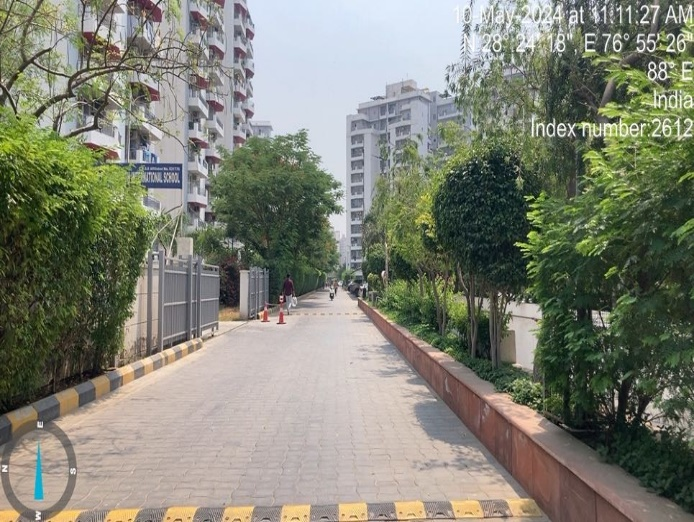 10 May, 2024 at 11:11:27 AM
N 28° 24' 18", E 76° 55' 26"
88° E
India
Index number 2612
NATIONAL SCHOOL
E
N
S
W